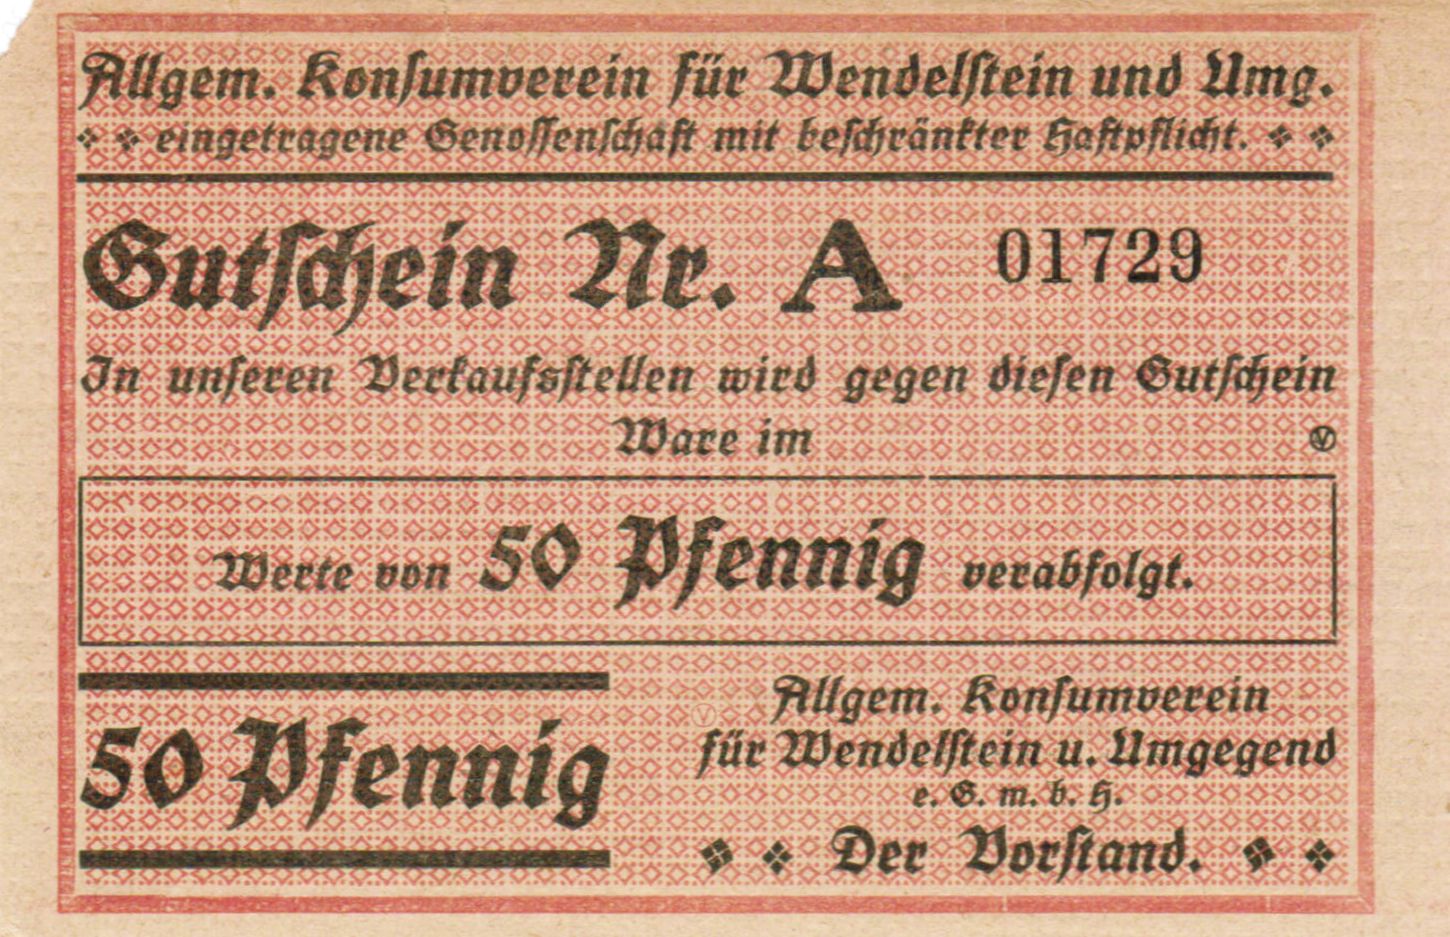 Allgem. Konsumverein für Wendelstein und Umg.
eingetragene Genossenschaft mit beschränkter Haftpflicht.
Gutschein Nr. A 01729
In unseren Verkaufsstellen wird gegen diesen Gutschein
Ware im
V
Werte von 50 Pfennig verabfolgt.
50 Pfennig
V
Allgem. Konsumverein
für Wendelstein u. Umgegend
e. G. m. b. H.
Der Vorstand.